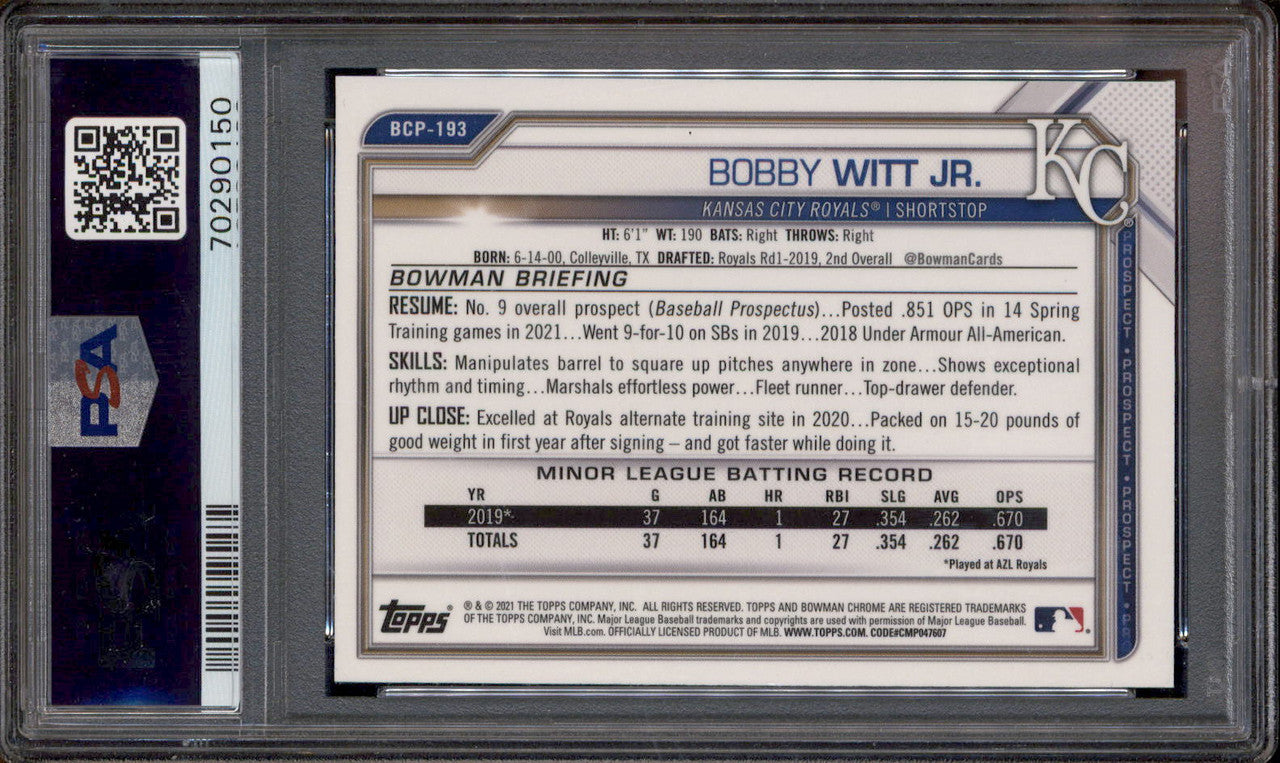 70290150
PSA
BCP-193
KC
BOBBY WITT JR.
KANSAS CITY ROYALS® | SHORTSTOP
HT: 6'1" WT: 190 BATS: Right THROWS: Right
BORN: 6-14-00, Colleyville, TX DRAFTED: Royals Rd1-2019, 2nd Overall @BowmanCards
BOWMAN BRIEFING
RESUME: No. 9 overall prospect (Baseball Prospectus)...Posted .851 OPS in 14 Spring
Training games in 2021...Went 9-for-10 on SBs in 2019...2018 Under Armour All-American.
SKILLS: Manipulates barrel to square up pitches anywhere in zone...Shows exceptional
rhythm and timing...Marshals effortless power...Fleet runner...Top-drawer defender.
UP CLOSE: Excelled at Royals alternate training site in 2020...Packed on 15-20 pounds of
good weight in first year after signing – and got faster while doing it.
MINOR LEAGUE BATTING RECORD
YR G AB HR RBI SLG AVG OPS
2019* 37 164 1 27 .354 .262 .670
TOTALS 37 164 1 27 .354 .262 .670
*Played at AZL Royals
topps® ® & © 2021 THE TOPPS COMPANY, INC. ALL RIGHTS RESERVED. TOPPS AND BOWMAN CHROME ARE REGISTERED TRADEMARKS
OF THE TOPPS COMPANY, INC. Major League Baseball trademarks and copyrights are used with permission of Major League Baseball.
Visit MLB.com. OFFICIALLY LICENSED PRODUCT OF MLB. WWW.TOPPS.COM. CODE#CMP047607
PROSPECT • PROSPECT • PROSPECT • PR